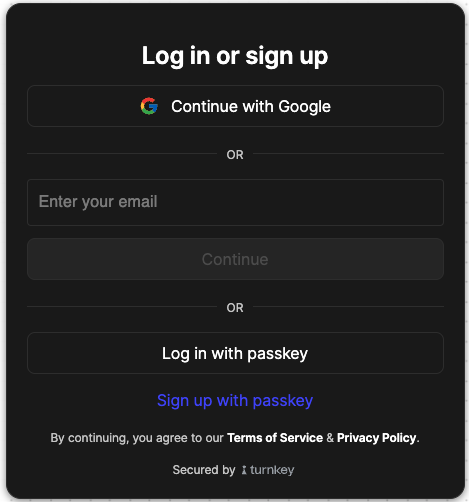 Log in or sign up
Continue with Google
OR
Enter your email
Continue
OR
Log in with passkey
Sign up with passkey
By continuing, you agree to our Terms of Service & Privacy Policy.
Secured by turnkey